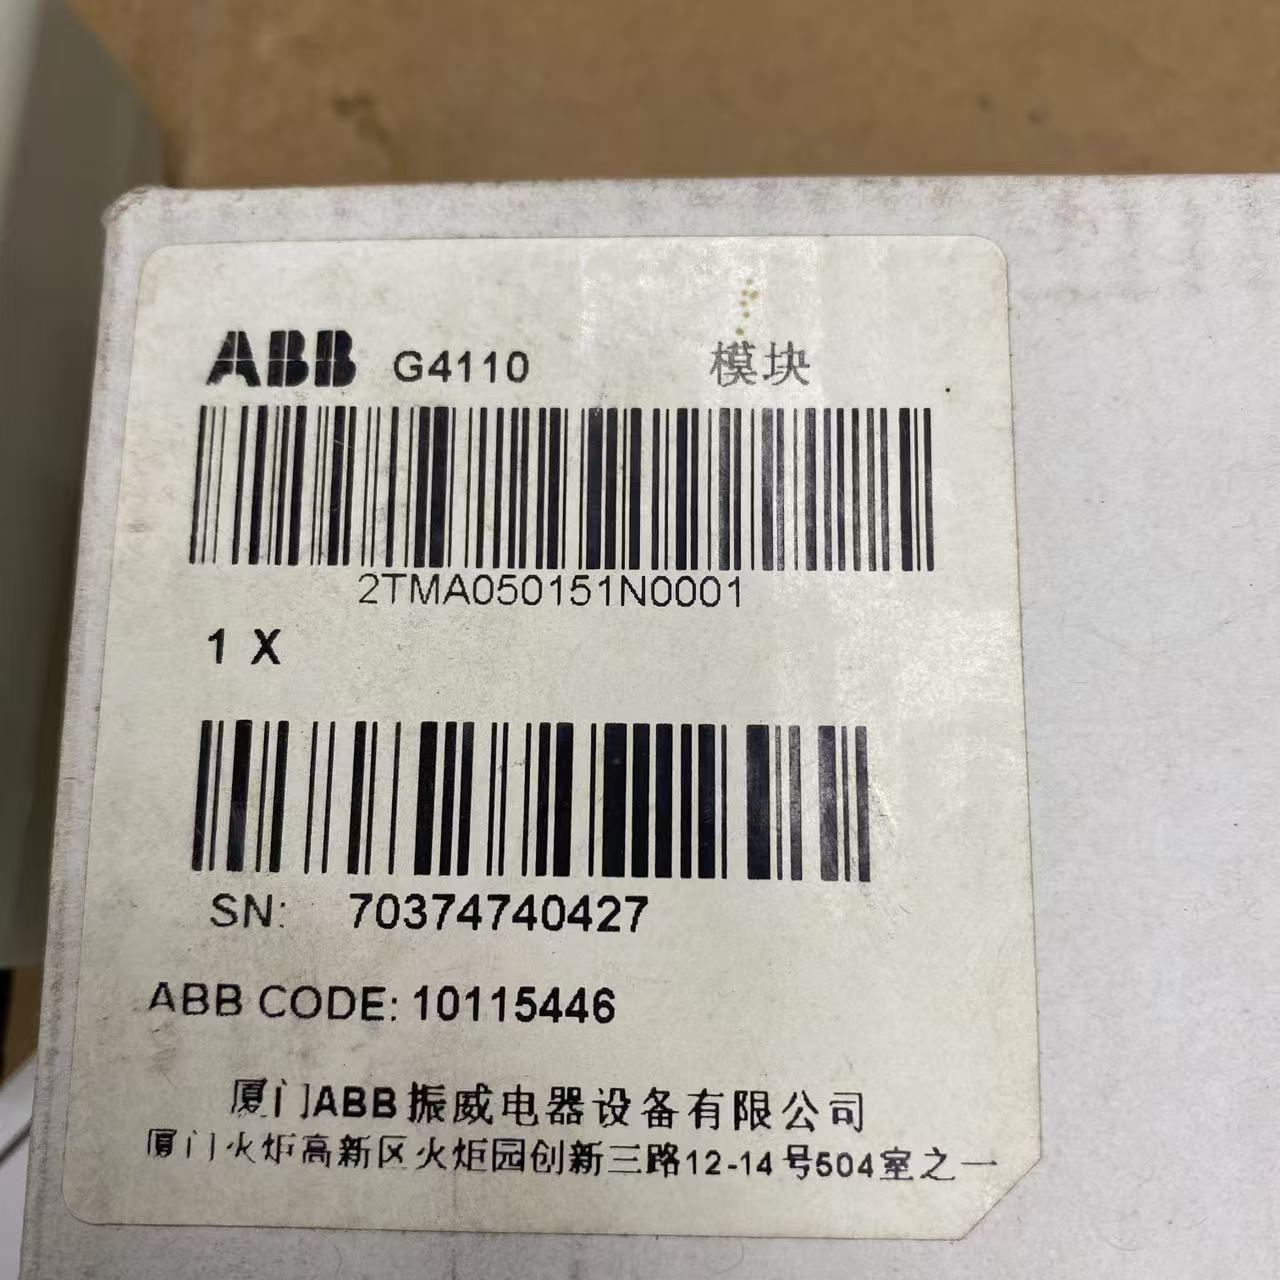 ABB G4110 模块
2TMA050151N0001
1 X
SN: 70374740427
ABB CODE: 10115446
厦门ABB振威电器设备有限公司
厦门火炬高新区火炬园创新三路12-14号504室之一